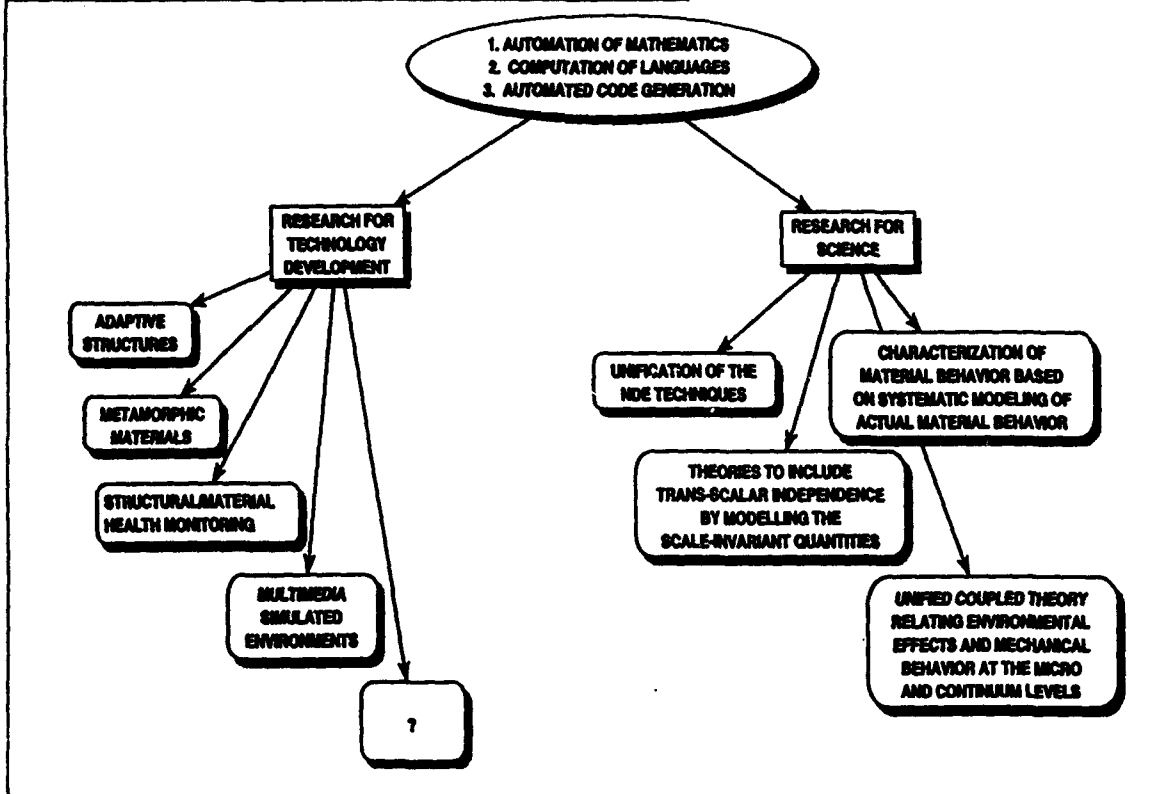 1. AUTOMATION OF MATHEMATICS
2. COMPUTATION OF LANGUAGES
3. AUTOMATED CODE GENERATION
RESEARCH FOR
TECHNOLOGY
DEVELOPMENT
RESEARCH FOR
SCIENCE
ADAPTIVE
STRUCTURES
METAMORPHIC
MATERIALS
STRUCTURAL/MATERIAL
HEALTH MONITORING
MULTIMEDIA
SIMULATED
ENVIRONMENTS
?
UNIFICATION OF THE
NDE TECHNIQUES
CHARACTERIZATION OF
MATERIAL BEHAVIOR BASED
ON SYSTEMATIC MODELING OF
ACTUAL MATERIAL BEHAVIOR
THEORIES TO INCLUDE
TRANS-SCALAR INDEPENDENCE
BY MODELLING THE
SCALE-INVARIANT QUANTITIES
UNIFIED COUPLED THEORY
RELATING ENVIRONMENTAL
EFFECTS AND MECHANICAL
BEHAVIOR AT THE MICRO
AND CONTINUUM LEVELS